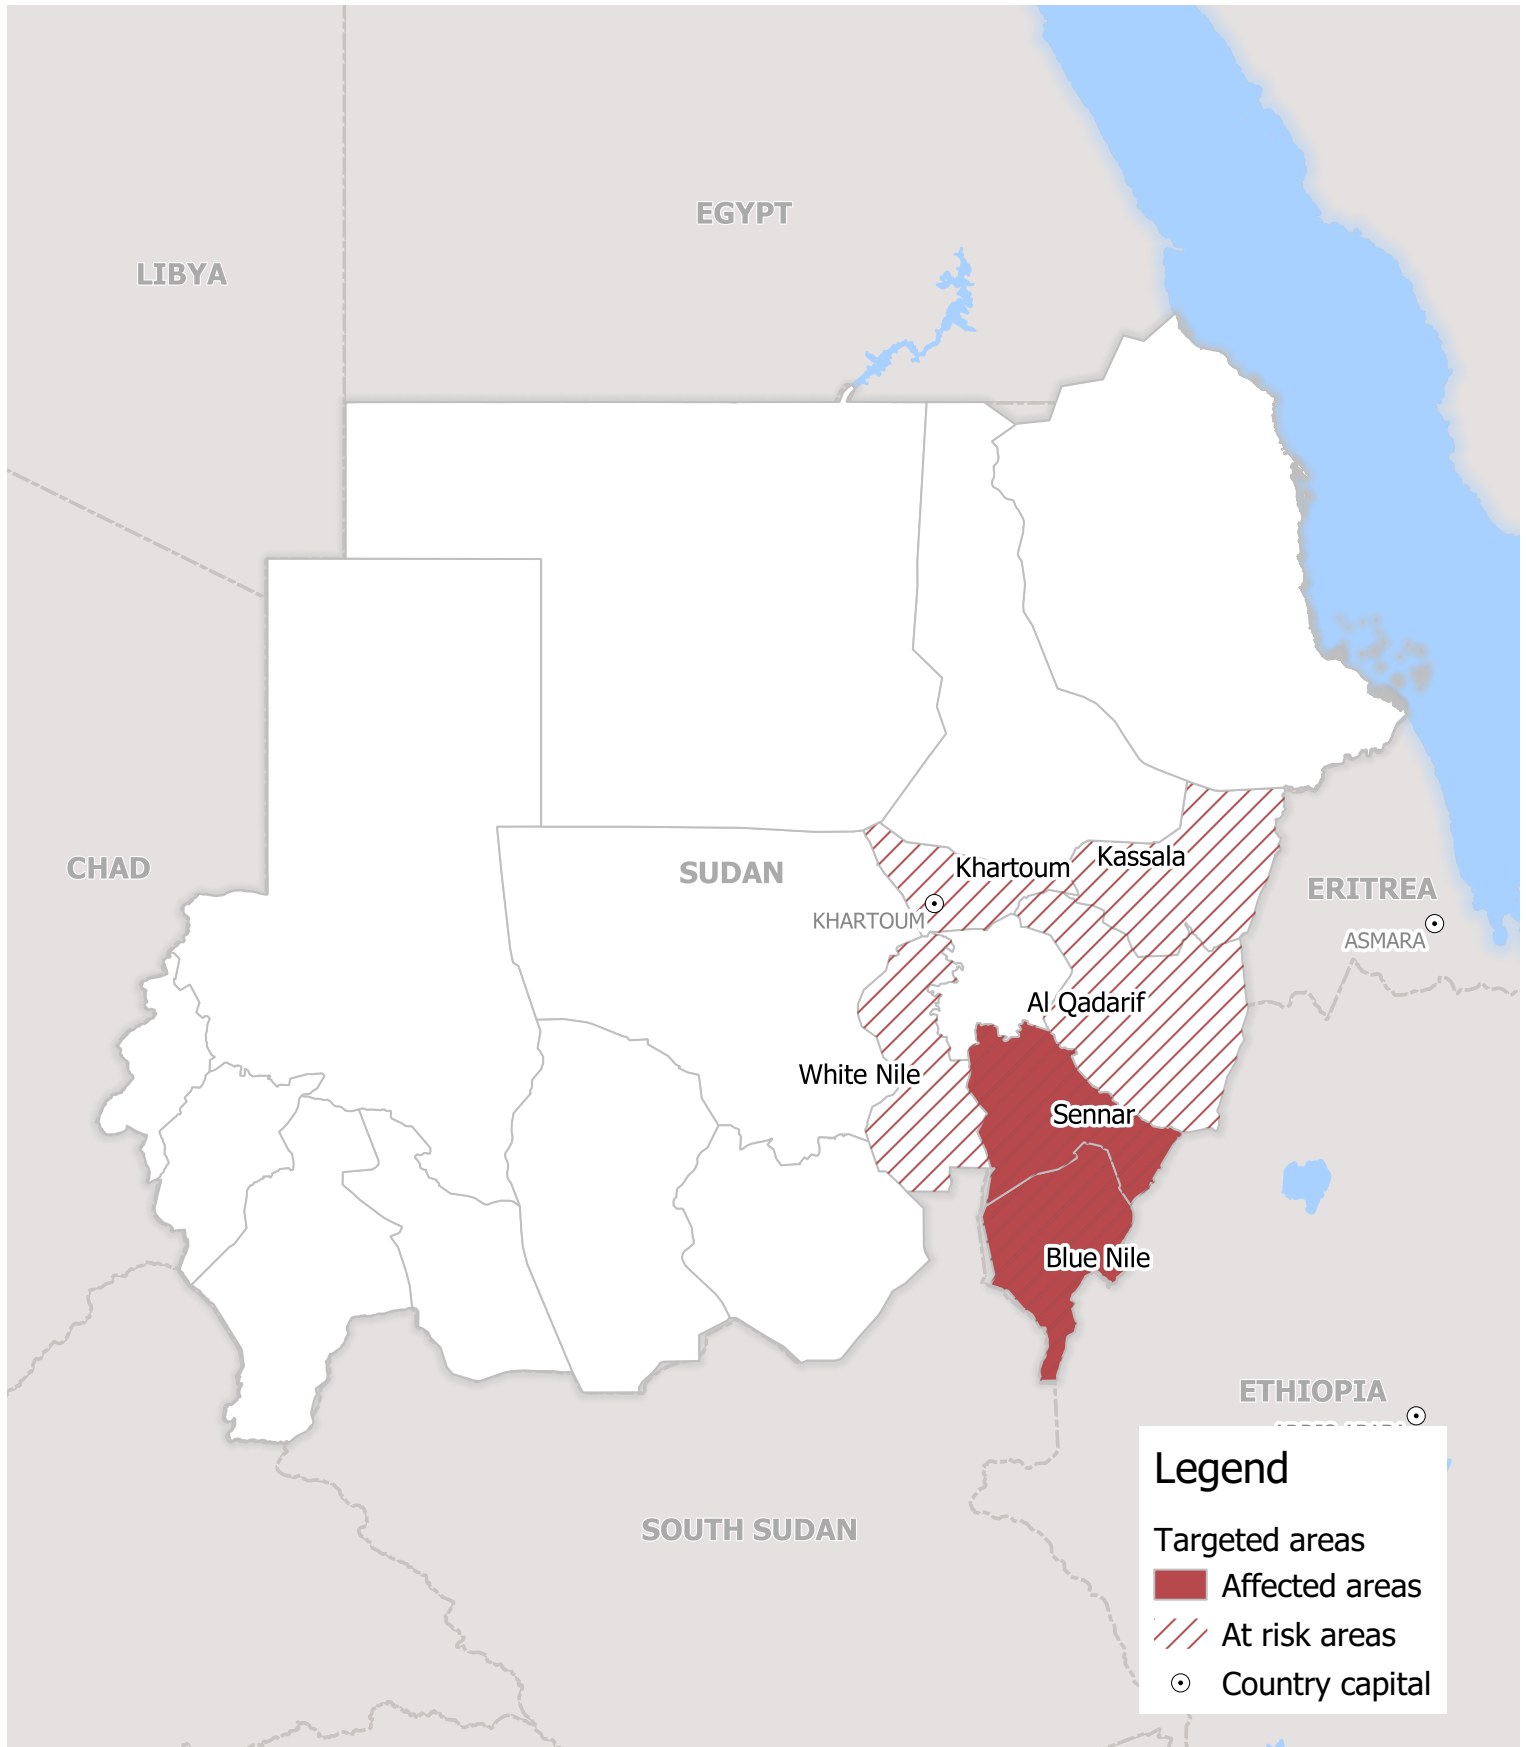 EGYPT
LIBYA
SUDAN
CHAD
Khartoum
Kassala
ERITREA
KHARTOUM
ASMARA
Al Qadarif
White Nile
Sennar
Blue Nile
ETHIOPIA
SOUTH SUDAN
Legend
Targeted areas
Affected areas
At risk areas
Country capital